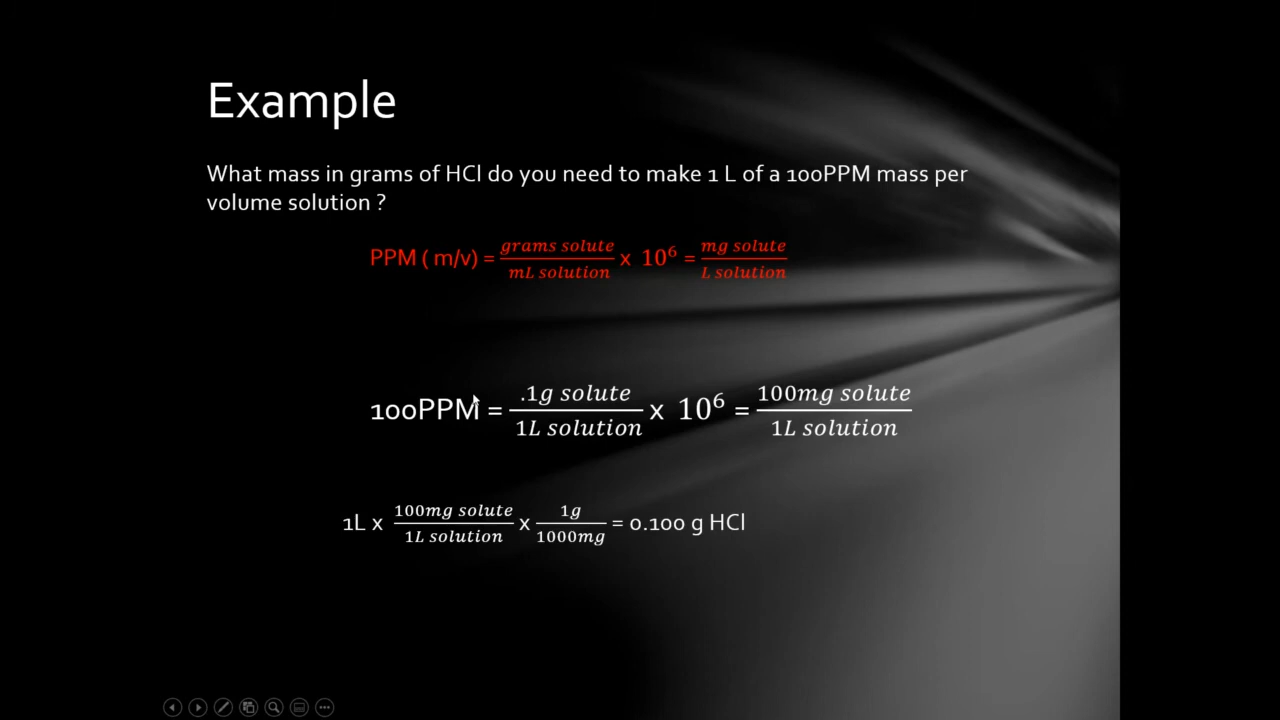 Example
What mass in grams of HCl do you need to make 1 L of a 100PPM mass per
volume solution ?
PPM ( m/v) = grams solute / mL solution x 10⁶ = mg solute / L solution
100PPM = .1g solute / 1L solution x 10⁶ = 100mg solute / 1L solution
1L x 100mg solute / 1L solution x 1g / 1000mg = 0.100 g HCl